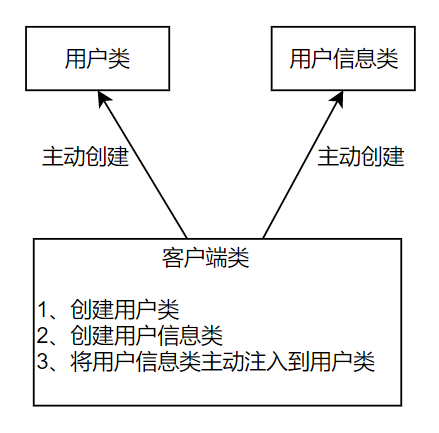 用户类
用户信息类
主动创建
主动创建
客户端类
1、创建用户类
2、创建用户信息类
3、将用户信息类主动注入到用户类